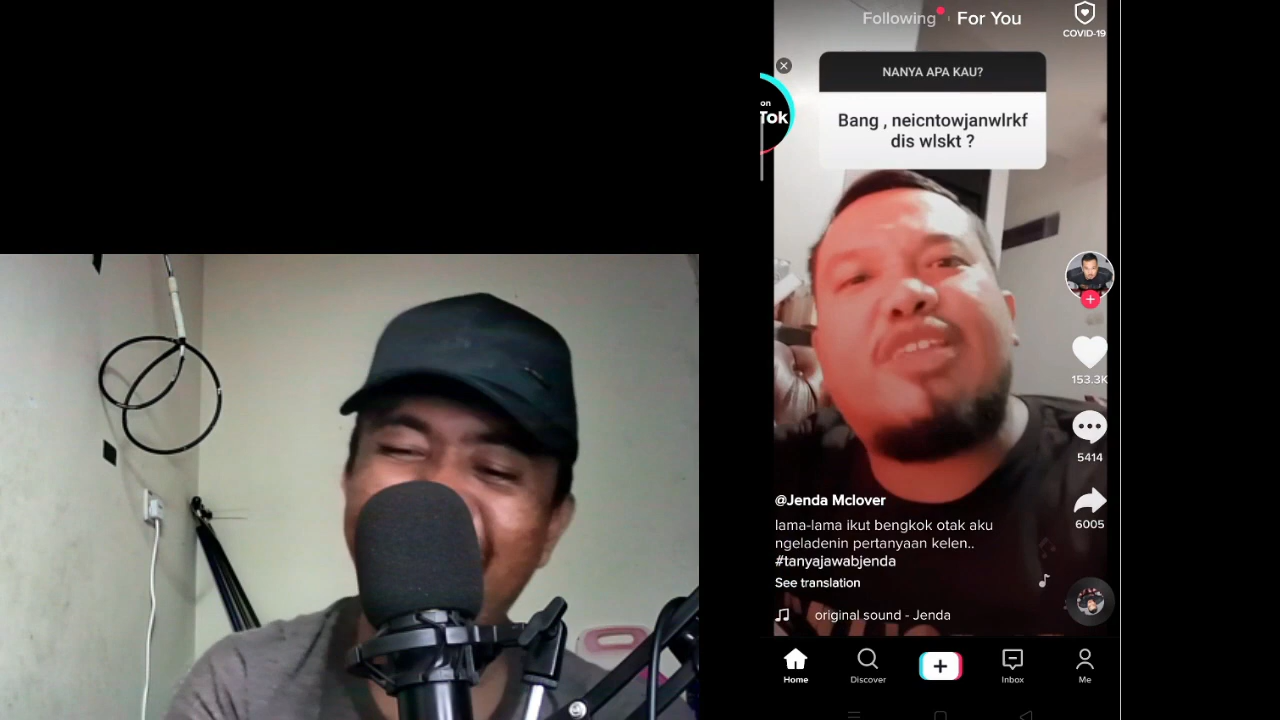 Following
For You
COVID-19
on
Tok
NANYA APA KAU?
Bang , neicntowjanwlrkf
dis wlskt ?
153.3K
5414
6005
@Jenda Mclover
lama-lama ikut bengkok otak aku
ngeladenin pertanyaan kelen..
#tanyajawabjenda
See translation
original sound - Jenda
Home
Discover
Inbox
Me